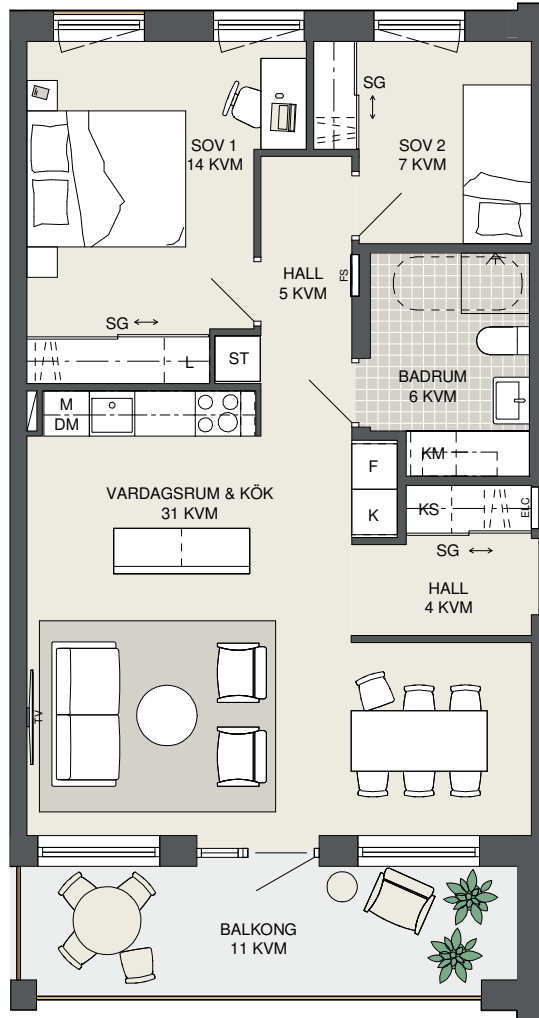 SG
SOV 1
14 KVM
SOV 2
7 KVM
HALL
5 KVM
FS
SG
L
ST
BADRUM
6 KVM
M
DM
KM
F
VARDAGSRUM & KÖK
31 KVM
K
KS
ELC
SG
HALL
4 KVM
TV
BALKONG
11 KVM